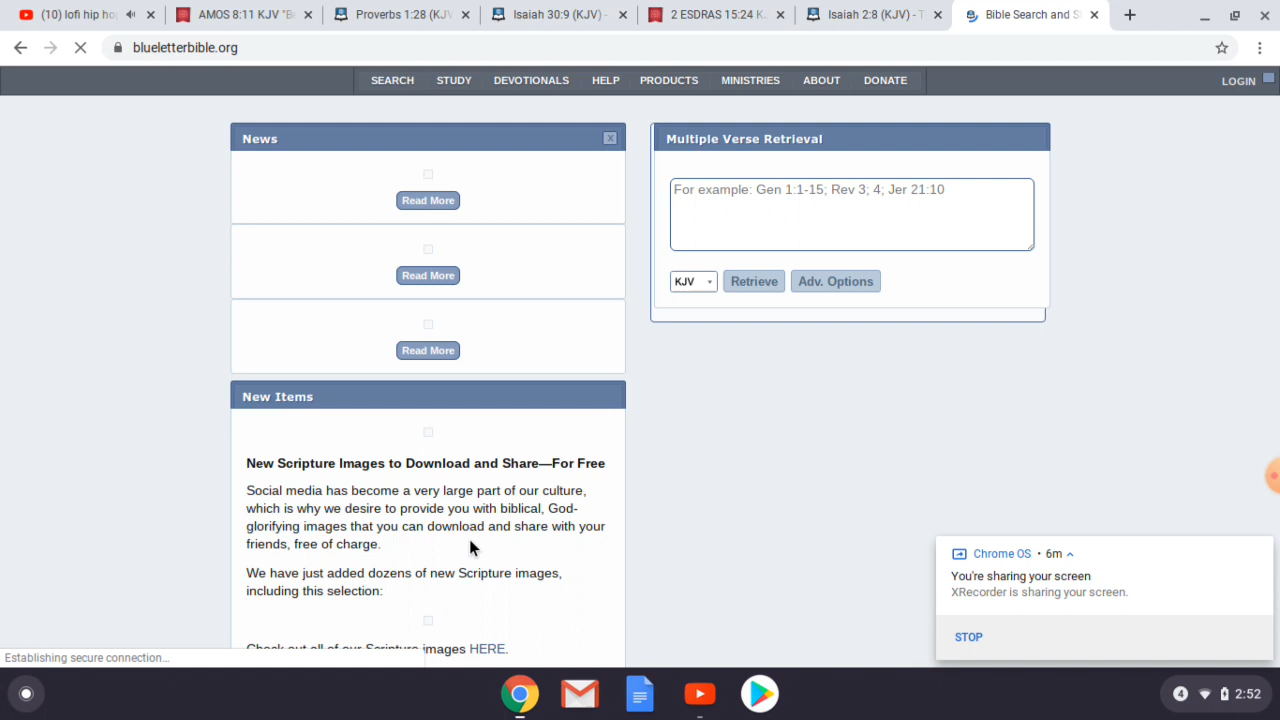 (10) lofi hip ho
AMOS 8:11 KJV "Be
Proverbs 1:28 (KJV
Isaiah 30:9 (KJV) -
2 ESDRAS 15:24 K
Isaiah 2:8 (KJV) - T
Bible Search and S
blueletterbible.org
SEARCH STUDY DEVOTIONALS HELP PRODUCTS MINISTRIES ABOUT DONATE
LOGIN
News
X
Read More
Read More
Read More
New Items
New Scripture Images to Download and Share—For Free
Social media has become a very large part of our culture,
which is why we desire to provide you with biblical, God-
glorifying images that you can download and share with your
friends, free of charge.
We have just added dozens of new Scripture images,
including this selection:
Check out all of our Scripture images HERE.
Multiple Verse Retrieval
For example: Gen 1:1-15; Rev 3; 4; Jer 21:10
KJV Retrieve Adv. Options
Chrome OS • 6m
You're sharing your screen
XRecorder is sharing your screen.
STOP
Establishing secure connection...
4 2:52